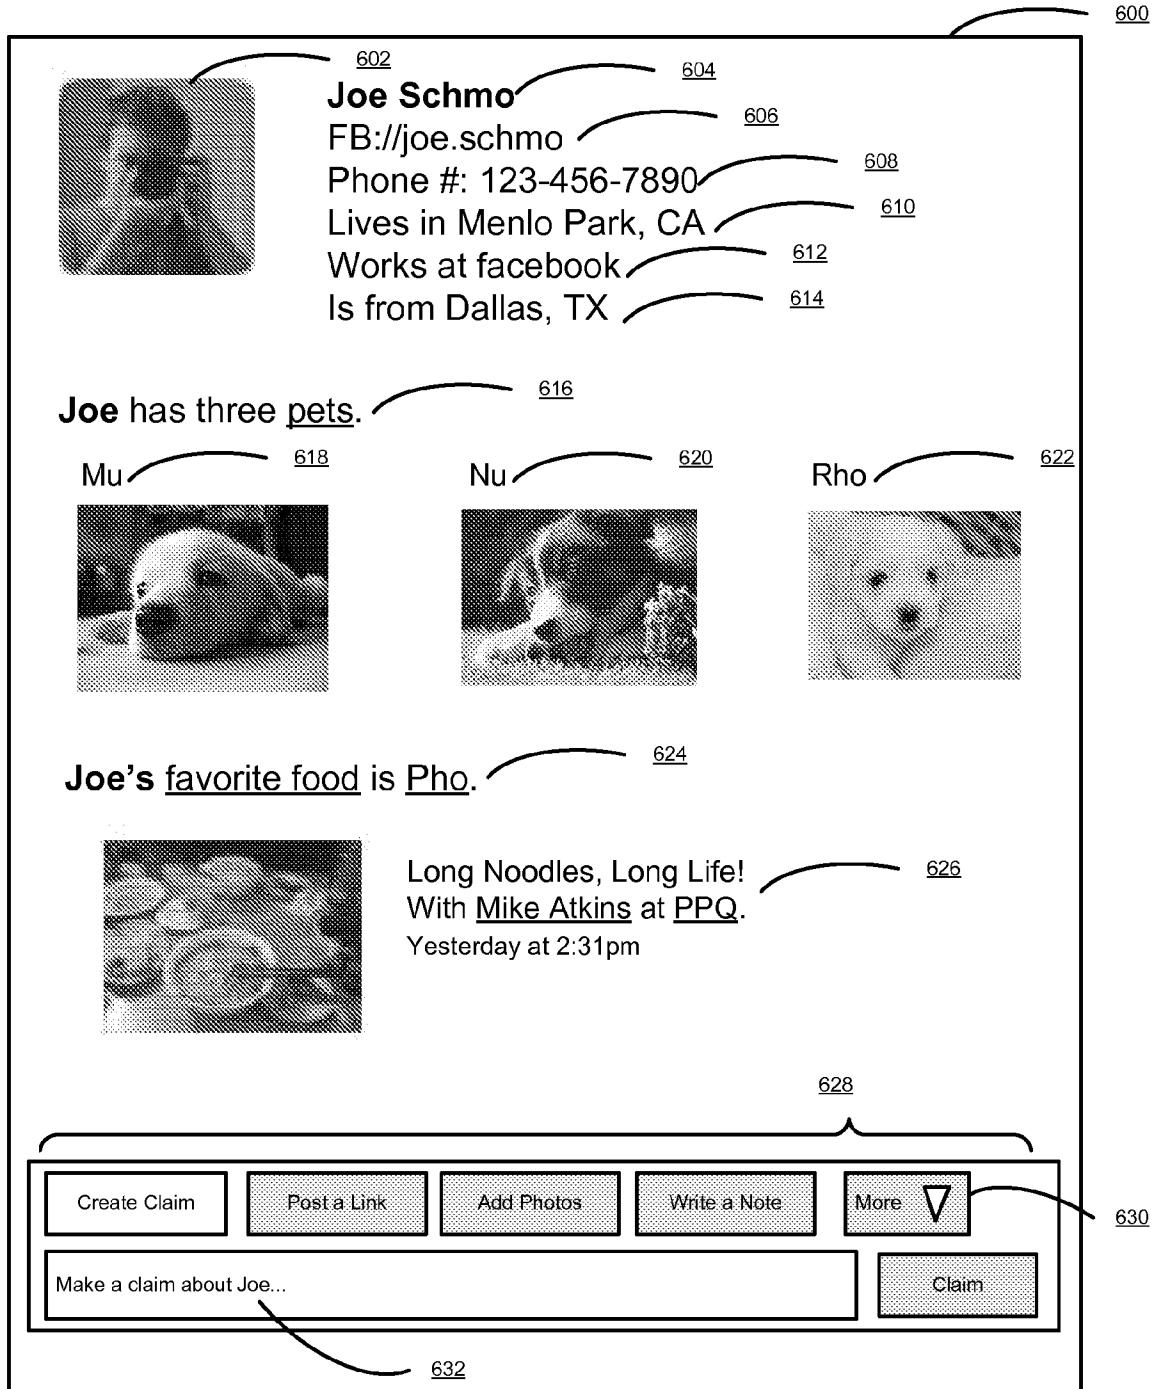 600
602
Joe Schmo 604
FB://joe.schmo 606
Phone #: 123-456-7890 608
Lives in Menlo Park, CA 610
Works at facebook 612
Is from Dallas, TX 614
Joe has three pets. 616
Mu 618 Nu 620 Rho 622
Joe's favorite food is Pho. 624
Long Noodles, Long Life! 626
With Mike Atkins at PPQ.
Yesterday at 2:31pm
628
Create Claim Post a Link Add Photos Write a Note More 630
Make a claim about Joe... Claim
632